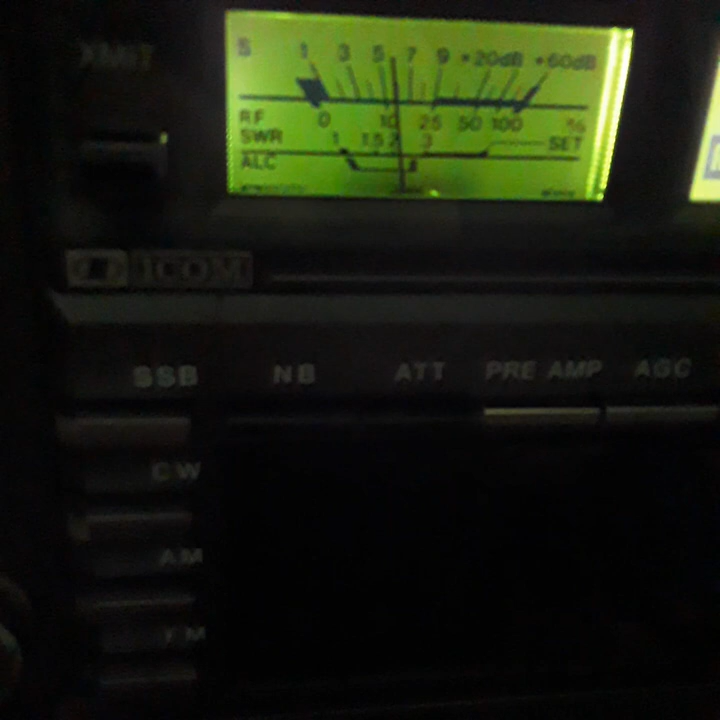 XMIT
S 1 3 5 7 9 +20dB +60dB
RF 0 10 25 50 100 %
SWR 1 1.5 2 3 SET
ALC
ICOM
SSB NB ATT PRE AMP AGC
CW
AM
FM